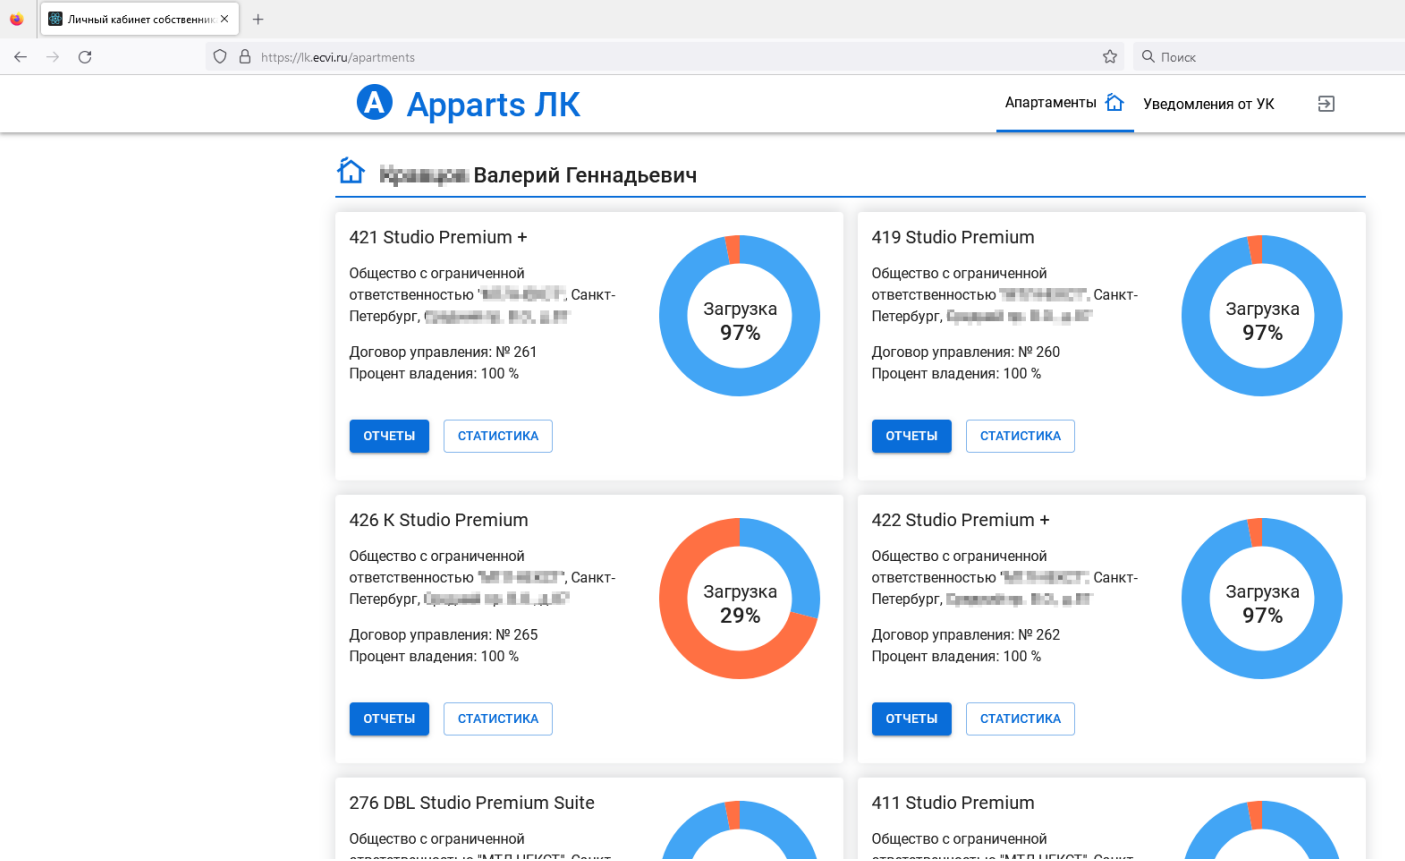 Личный кабинет собственник
https://lk.ecvi.ru/apartments
Поиск
Apparts ЛК
Апартаменты
Уведомления от УК
Валерий Геннадьевич
421 Studio Premium +
Общество с ограниченной
ответственностью
Санкт-
Петербург,
Договор управления: № 261
Процент владения: 100 %
Загрузка
97%
ОТЧЕТЫ
СТАТИСТИКА
419 Studio Premium
Общество с ограниченной
ответственностью
Санкт-
Петербург,
Договор управления: № 260
Процент владения: 100 %
Загрузка
97%
ОТЧЕТЫ
СТАТИСТИКА
426 К Studio Premium
Общество с ограниченной
ответственностью
Санкт-
Петербург,
Договор управления: № 265
Процент владения: 100 %
Загрузка
29%
ОТЧЕТЫ
СТАТИСТИКА
422 Studio Premium +
Общество с ограниченной
ответственностью
Санкт-
Петербург,
Договор управления: № 262
Процент владения: 100 %
Загрузка
97%
ОТЧЕТЫ
СТАТИСТИКА
276 DBL Studio Premium Suite
Общество с ограниченной
411 Studio Premium
Общество с ограниченной